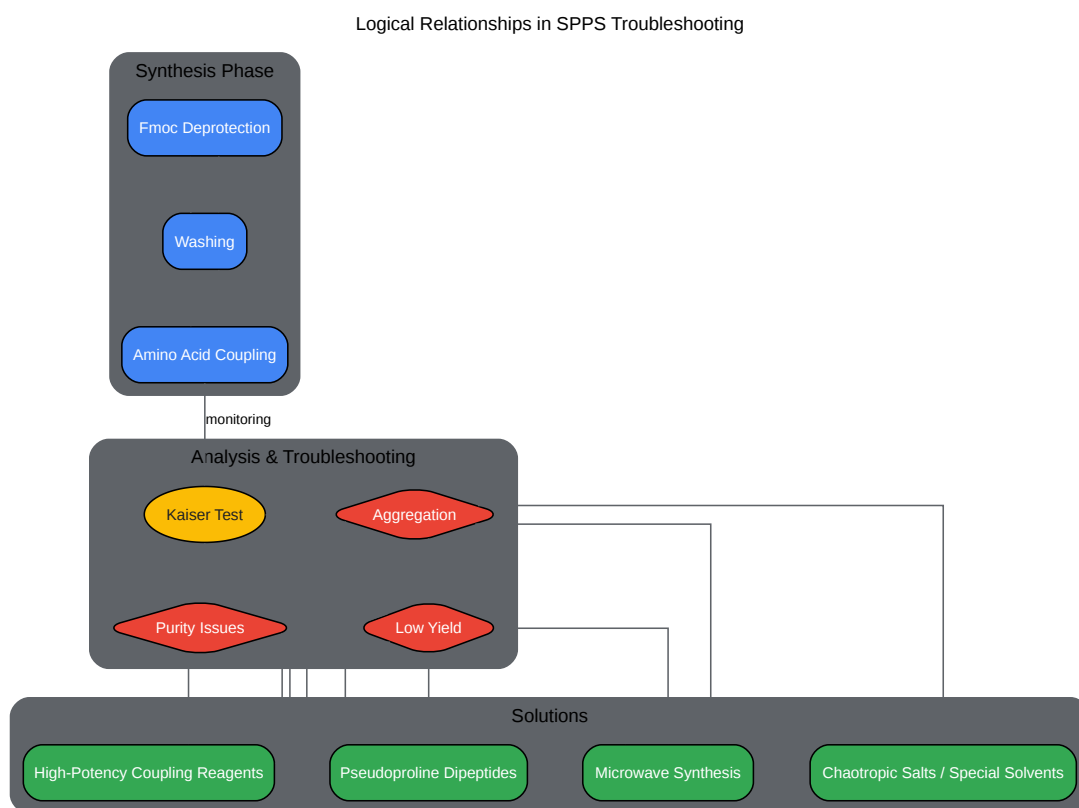 Logical Relationships in SPPS Troubleshooting
Synthesis Phase
Fmoc Deprotection
Washing
Amino Acid Coupling
monitoring
Analysis & Troubleshooting
Kaiser Test
Aggregation
Purity Issues
Low Yield
Solutions
High-Potency Coupling Reagents
Pseudoproline Dipeptides
Microwave Synthesis
Chaotropic Salts / Special Solvents